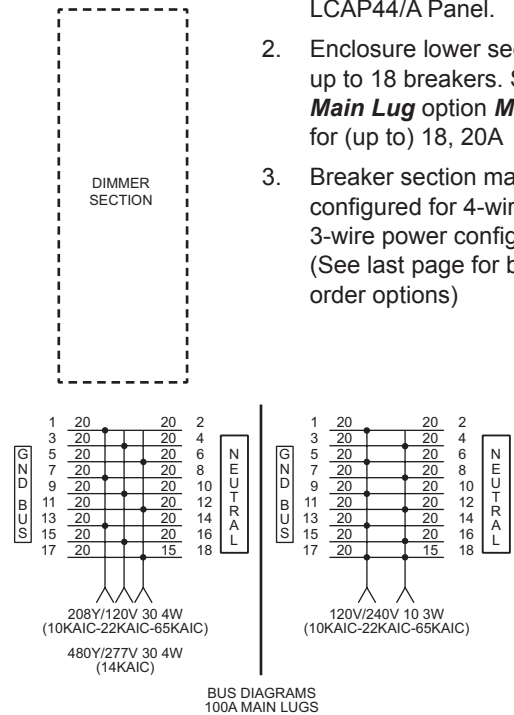 LCAP44/A Panel.
2. Enclosure lower sec
up to 18 breakers. S
Main Lug option M
for (up to) 18, 20A
3. Breaker section ma
configured for 4-wir
3-wire power config
(See last page for b
order options)
DIMMER
SECTION
1 20 20 2
3 20 20 4
5 20 20 6
7 20 20 8
9 20 20 10
11 20 20 12
13 20 20 14
15 20 20 16
17 20 15 18
GND BUS
NEUTRAL
208Y/120V 30 4W
(10KAIC-22KAIC-65KAIC)
480Y/277V 30 4W
(14KAIC)
1 20 20 2
3 20 20 4
5 20 20 6
7 20 20 8
9 20 20 10
11 20 20 12
13 20 20 14
15 20 20 16
17 20 15 18
GND BUS
NEUTRAL
120V/240V 10 3W
(10KAIC-22KAIC-65KAIC)
BUS DIAGRAMS
100A MAIN LUGS